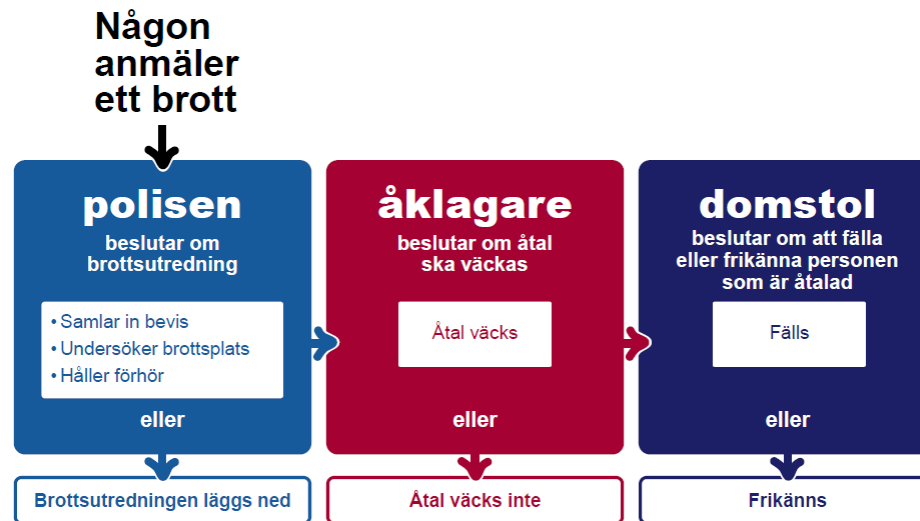 Någon
anmäler
ett brott
polisen
beslutar om
brottsutredning
• Samlar in bevis
• Undersöker brottsplats
• Håller förhör
eller
Brottsutredningen läggs ned
åklagare
beslutar om åtal
ska väckas
Åtal väcks
eller
Åtal väcks inte
domstol
beslutar om att fälla
eller frikänna personen
som är åtalad
Fälls
eller
Frikänns